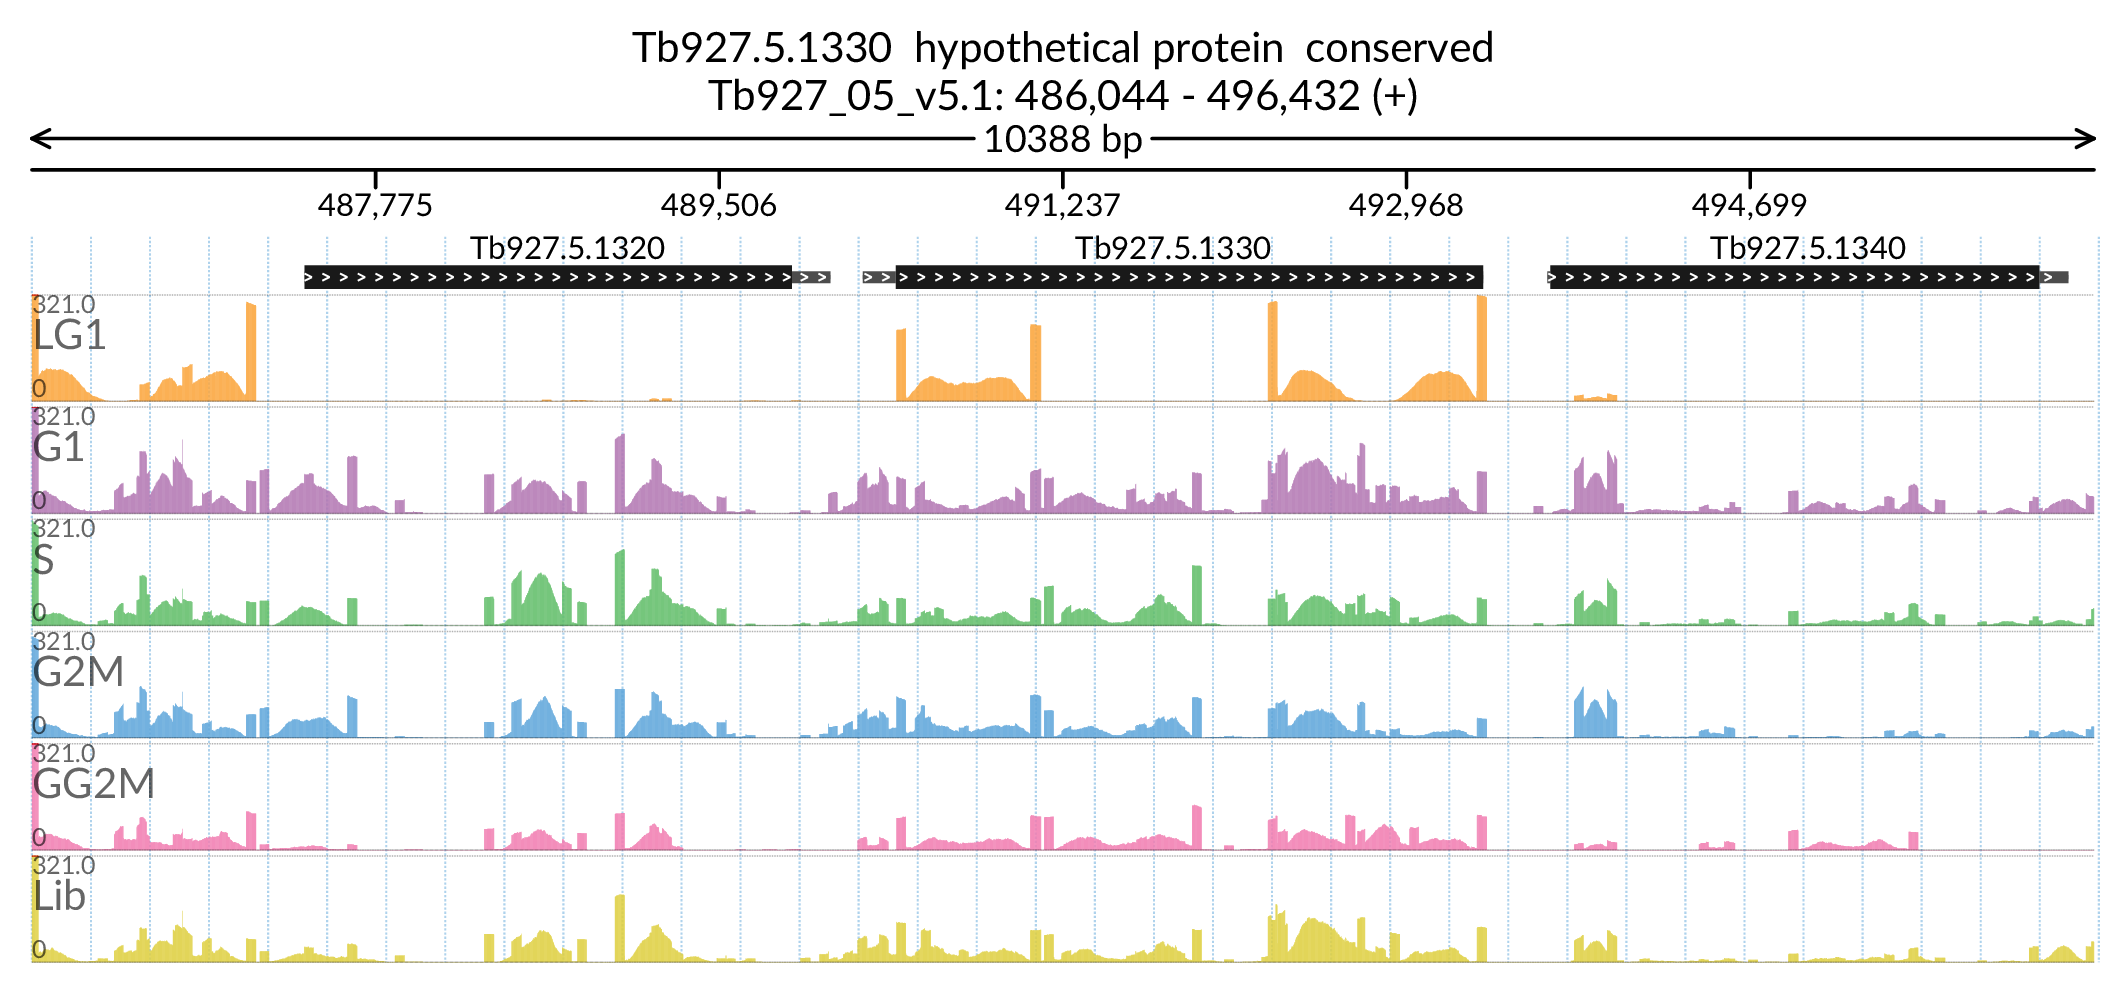 Tb927.5.1330  hypothetical protein  conserved
Tb927_05_v5.1: 486,044 - 496,432 (+)
10388 bp
487,775 489,506 491,237 492,968 494,699
Tb927.5.1320 Tb927.5.1330 Tb927.5.1340
321.0
LG1
0
321.0
G1
0
321.0
S
0
321.0
G2M
0
321.0
GG2M
0
321.0
Lib
0